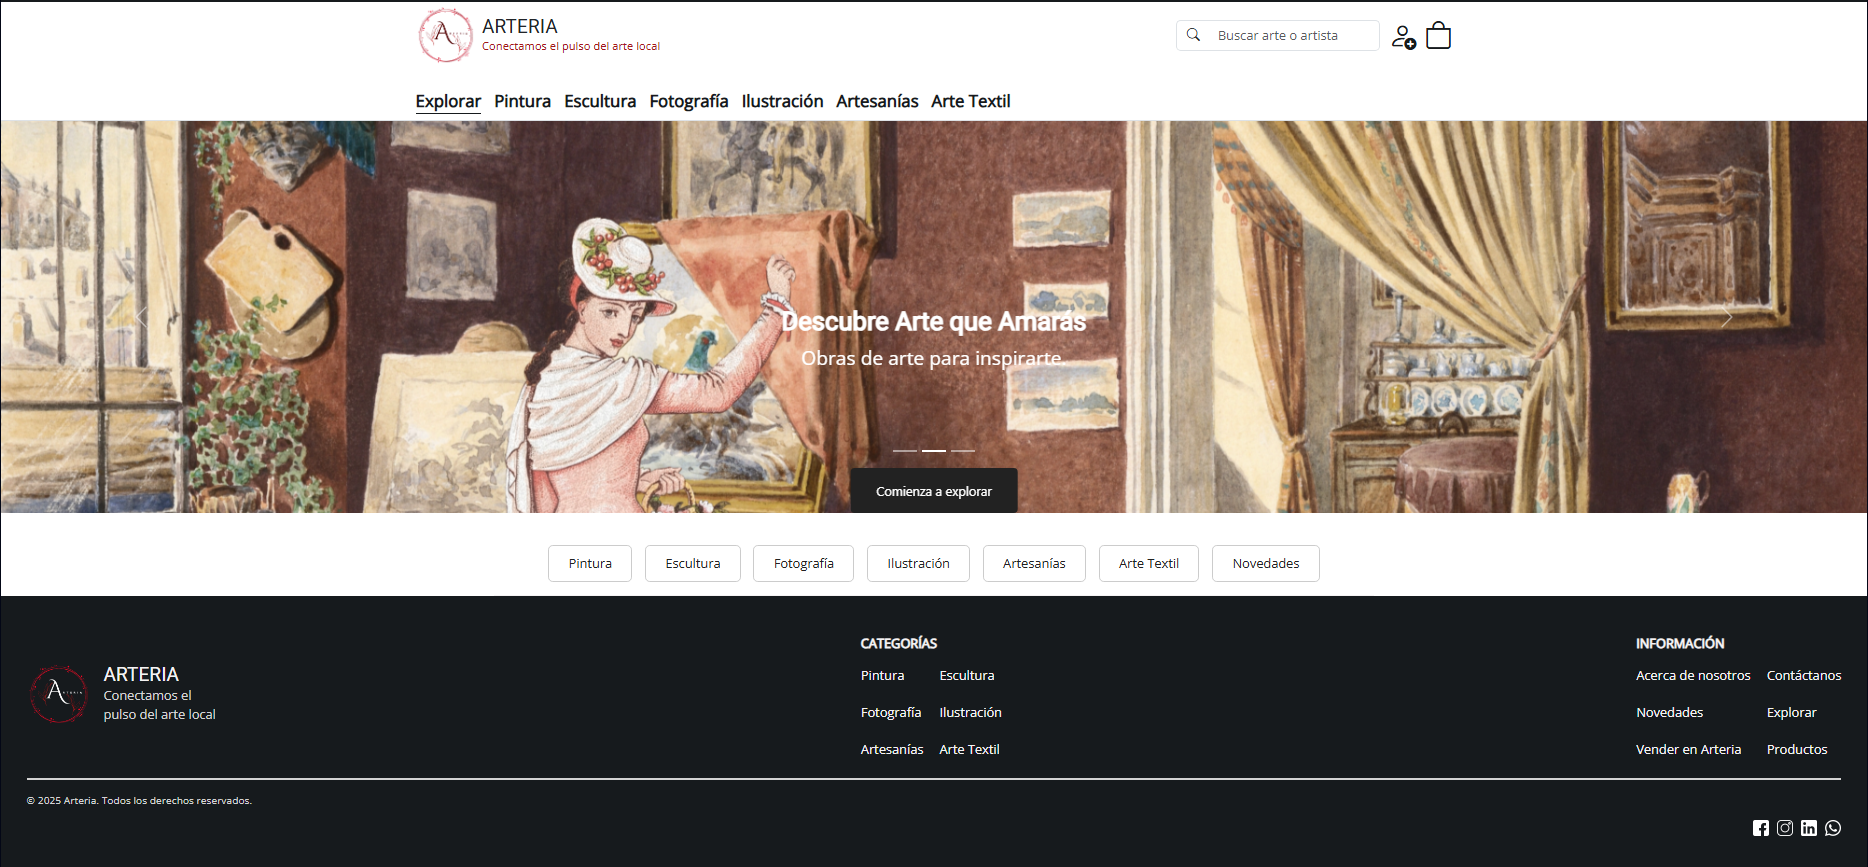 ARTERIA
Conectamos el pulso del arte local
Buscar arte o artista
Explorar Pintura Escultura Fotografía Ilustración Artesanías Arte Textil
Descubre Arte que Amarás
Obras de arte para inspirarte.
Comienza a explorar
Pintura Escultura Fotografía Ilustración Artesanías Arte Textil Novedades
ARTERIA
Conectamos el
pulso del arte local
CATEGORÍAS
Pintura Escultura
Fotografía Ilustración
Artesanías Arte Textil
INFORMACIÓN
Acerca de nosotros Contáctanos
Novedades Explorar
Vender en Arteria Productos
© 2025 Arteria. Todos los derechos reservados.